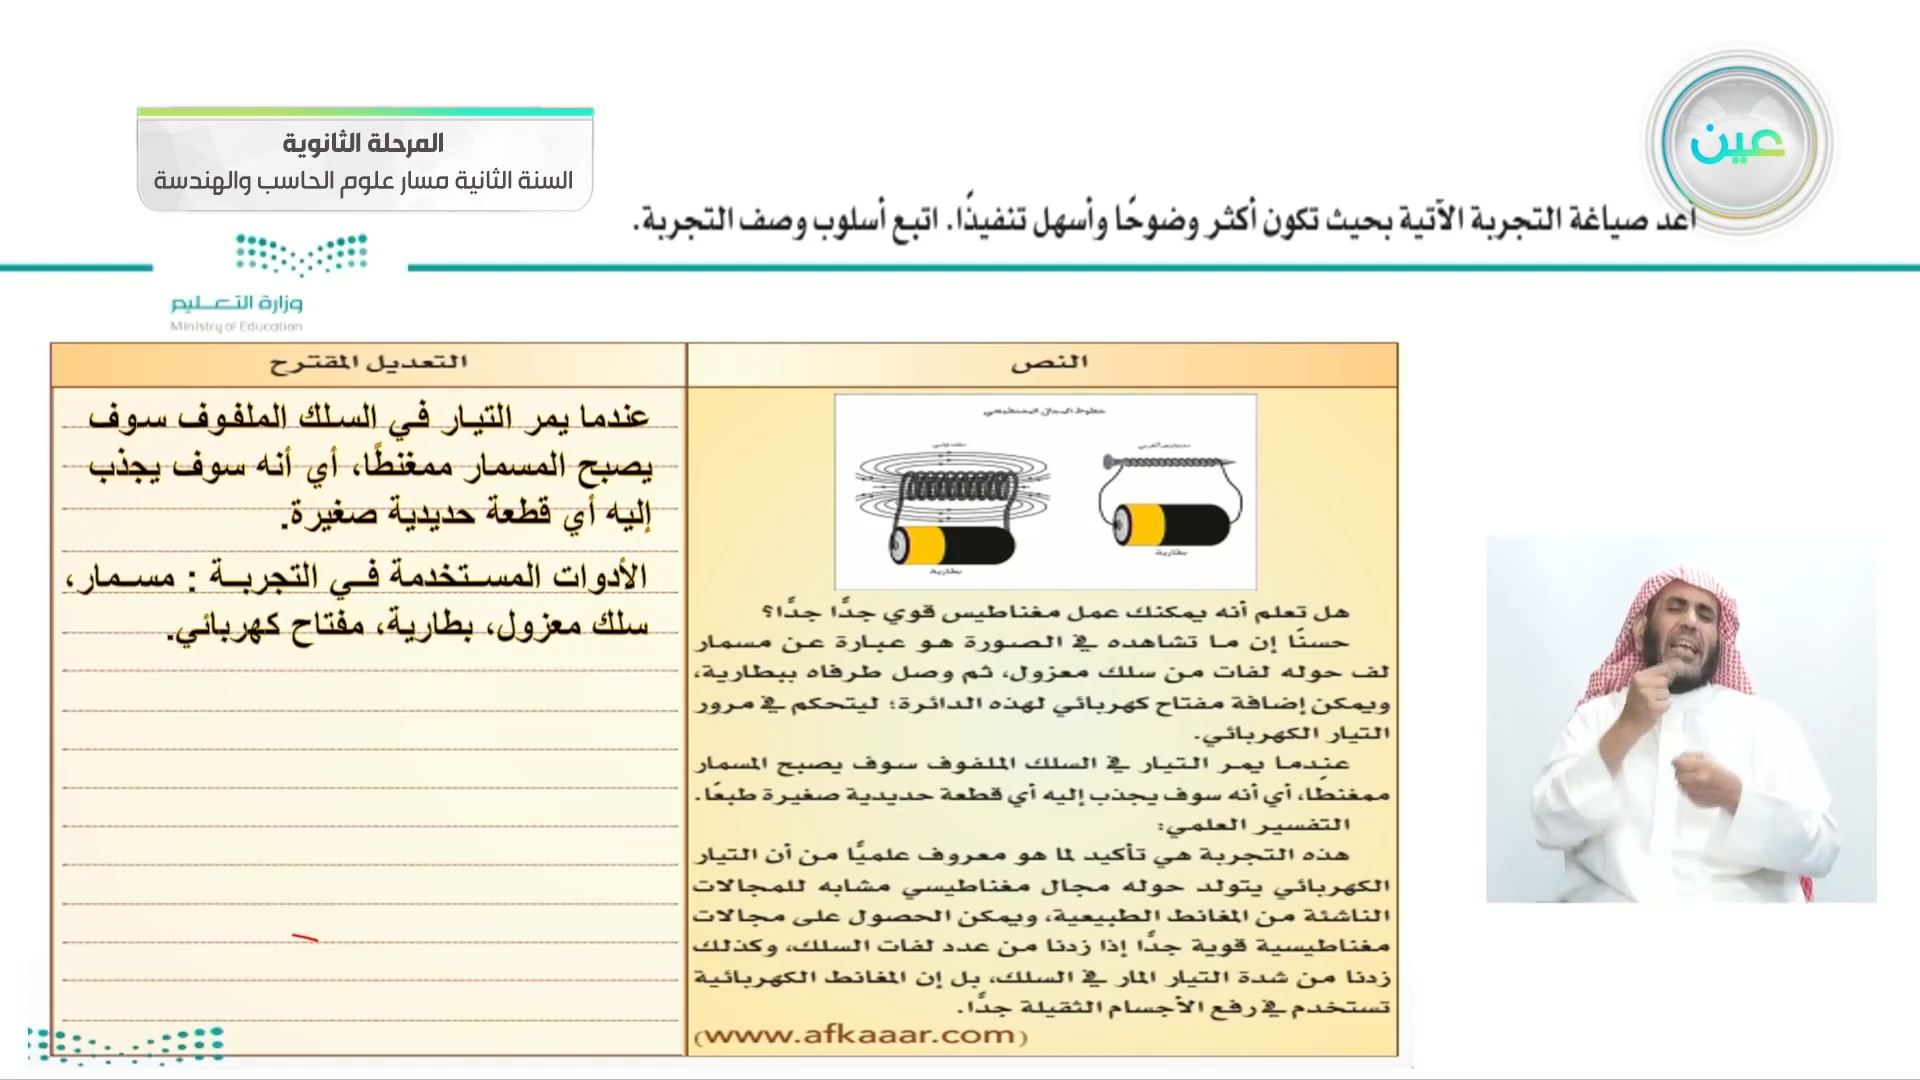 عين
المرحلة الثانوية
السنة الثانية مسار علوم الحاسب والهندسة
أعد صياغة التجربة الآتية بحيث تكون أكثر وضوحًا وأسهل تنفيذًا. اتبع أسلوب وصف التجربة.
وزارة التعليم
Ministry of Education
النص
خطوط المجال المغناطيسي
بطارية
بطارية
هل تعلم أنه يمكنك عمل مغناطيس قوي جدًّا جدًّا؟
حسنًا إن ما تشاهده في الصورة هو عبارة عن مسمار
لف حوله لفات من سلك معزول، ثم وصل طرفاه ببطارية،
ويمكن إضافة مفتاح كهربائي لهذه الدائرة؛ ليتحكم في مرور
التيار الكهربائي.
عندما يمر التيار في السلك الملفوف سوف يصبح المسمار
ممغنطًا، أي أنه سوف يجذب إليه أي قطعة حديدية صغيرة طبعًا.
التفسير العلمي:
هذه التجربة هي تأكيد لما هو معروف علميًّا من أن التيار
الكهربائي يتولد حوله مجال مغناطيسي مشابه للمجالات
الناشئة من المغانط الطبيعية، ويمكن الحصول على مجالات
مغناطيسية قوية جدًّا إذا زدنا من عدد لفات السلك، وكذلك
زدنا من شدة التيار المار في السلك، بل إن المغانط الكهربائية
تستخدم في رفع الأجسام الثقيلة جدًّا.
(www.afkaaar.com)
التعديل المقترح
عندما يمر التيار في السلك الملفوف سوف
يصبح المسمار ممغنطًا، أي أنه سوف يجذب
إليه أي قطعة حديدية صغيرة.
الأدوات المستخدمة في التجربة : مسمار،
سلك معزول، بطارية، مفتاح كهربائي.